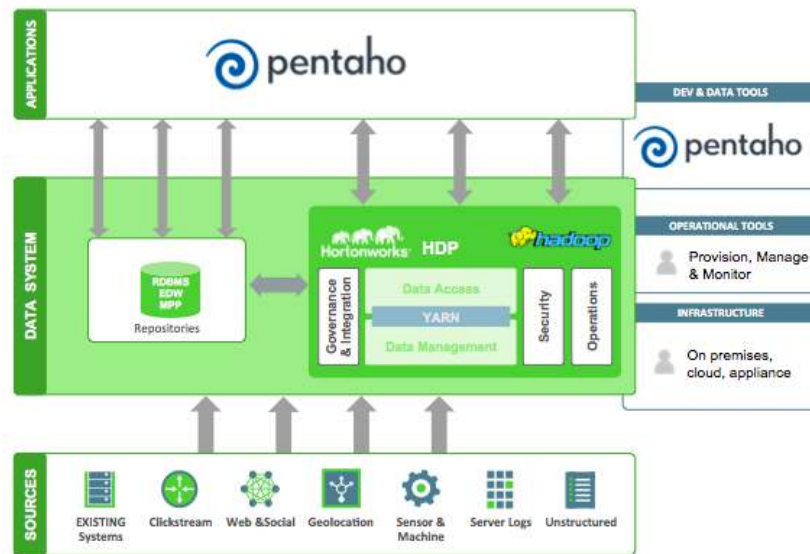 APPLICATIONS
pentaho
DEV & DATA TOOLS
pentaho
DATA SYSTEM
Hortonworks HDP
hadoop
RDBMS
EDW
MPP
Repositories
Governance
& Integration
Data Access
YARN
Data Management
Security
Operations
OPERATIONAL TOOLS
Provision, Manage
& Monitor
INFRASTRUCTURE
On premises,
cloud, appliance
SOURCES
EXISTING
Systems
Clickstream
Web &Social
Geolocation
Sensor &
Machine
Server Logs
Unstructured